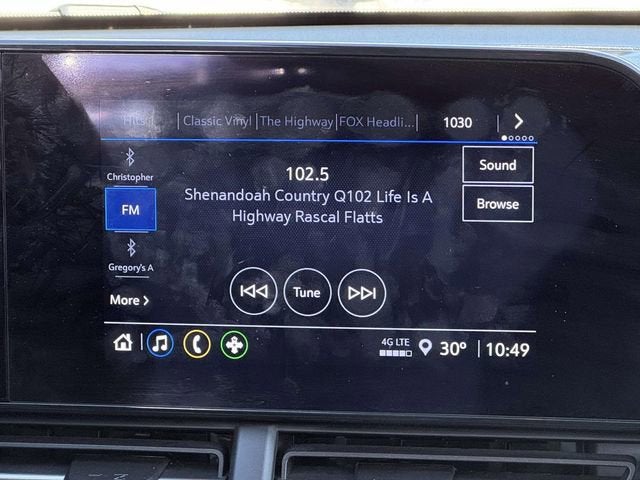 Hits | Classic Vinyl | The Highway | FOX Headli... | 1030 |
Christopher
FM
Gregory's A
More
102.5
Shenandoah Country Q102 Life Is A
Highway Rascal Flatts
Sound
Browse
Tune
4G LTE 30° | 10:49